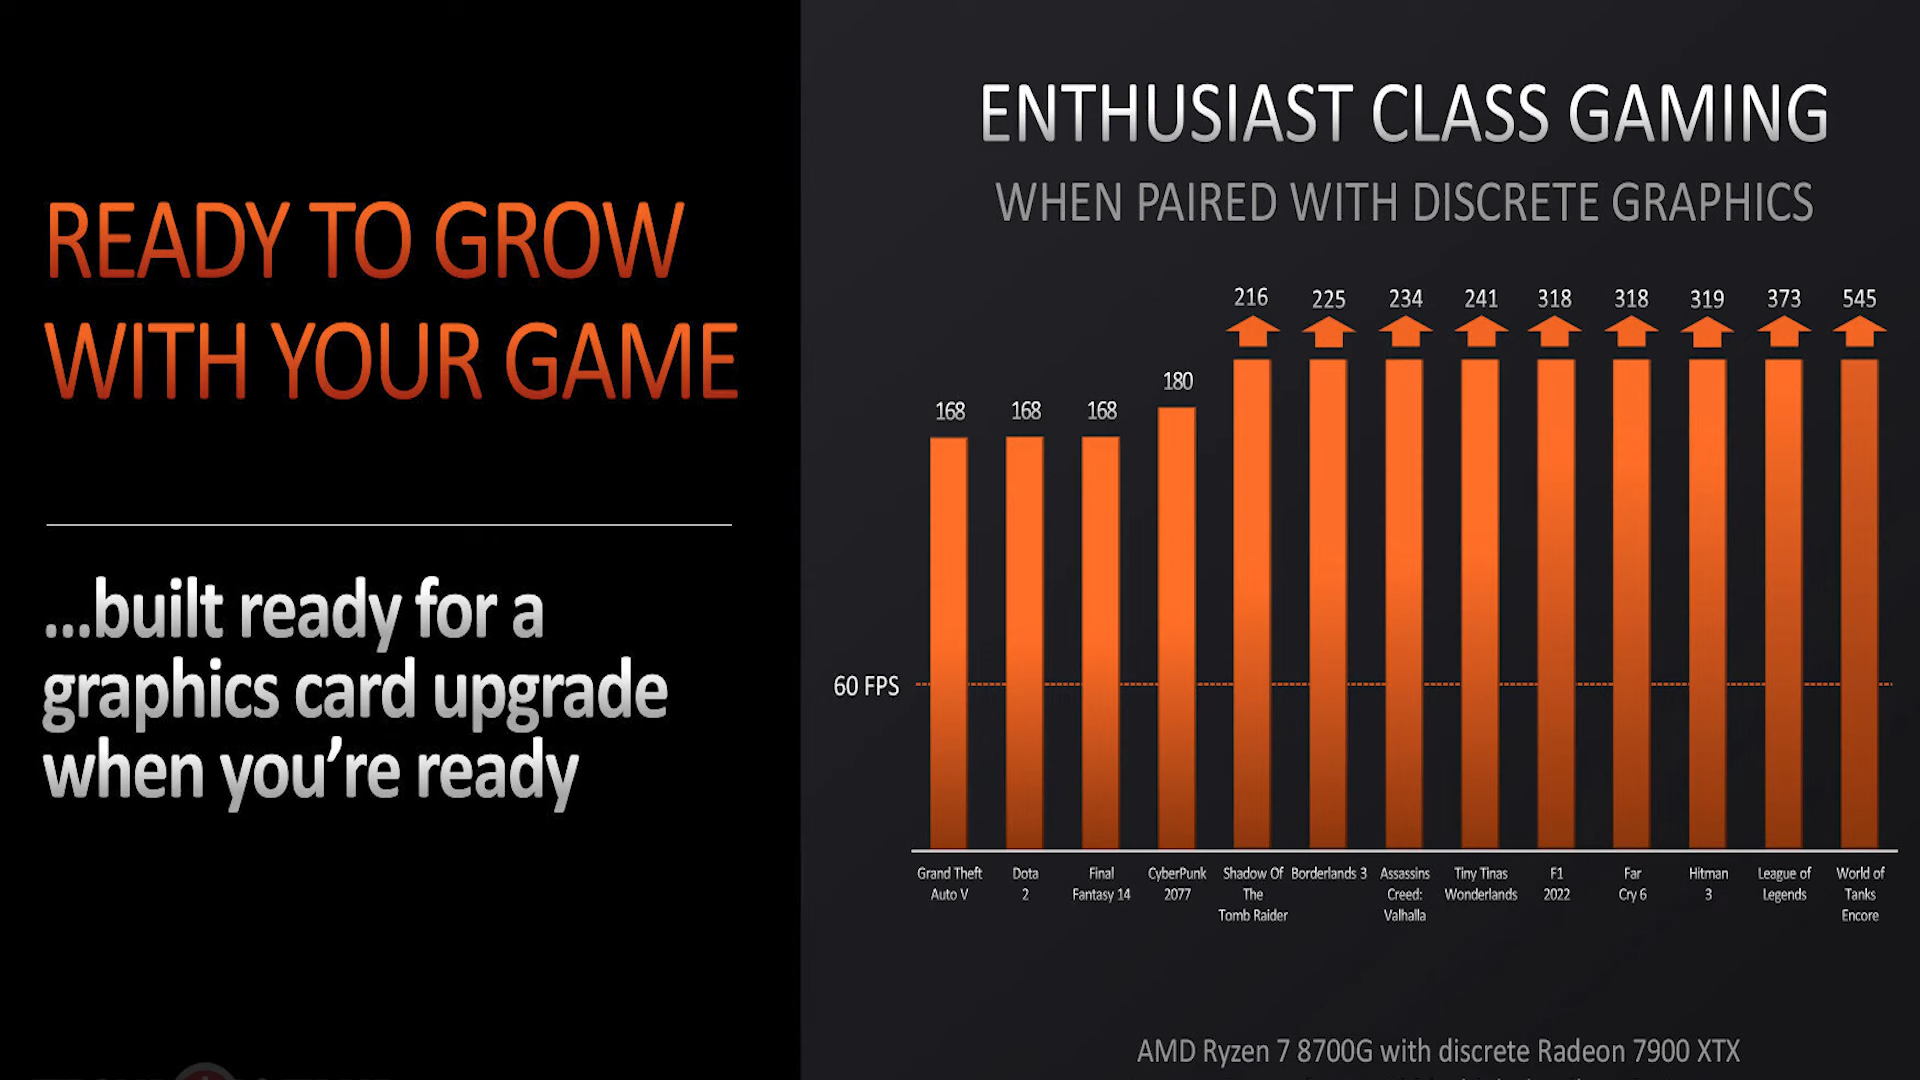 READY TO GROW
WITH YOUR GAME
...built ready for a
graphics card upgrade
when you’re ready
ENTHUSIAST CLASS GAMING
WHEN PAIRED WITH DISCRETE GRAPHICS
168
168
168
180
216
225
234
241
318
318
319
373
545
60 FPS
Grand Theft
Auto V
Dota
2
Final
Fantasy 14
CyberPunk
2077
Shadow Of
The
Tomb Raider
Borderlands 3
Assassins
Creed:
Valhalla
Tiny Tinas
Wonderlands
F1
2022
Far
Cry 6
Hitman
3
League of
Legends
World of
Tanks
Encore
AMD Ryzen 7 8700G with discrete Radeon 7900 XTX